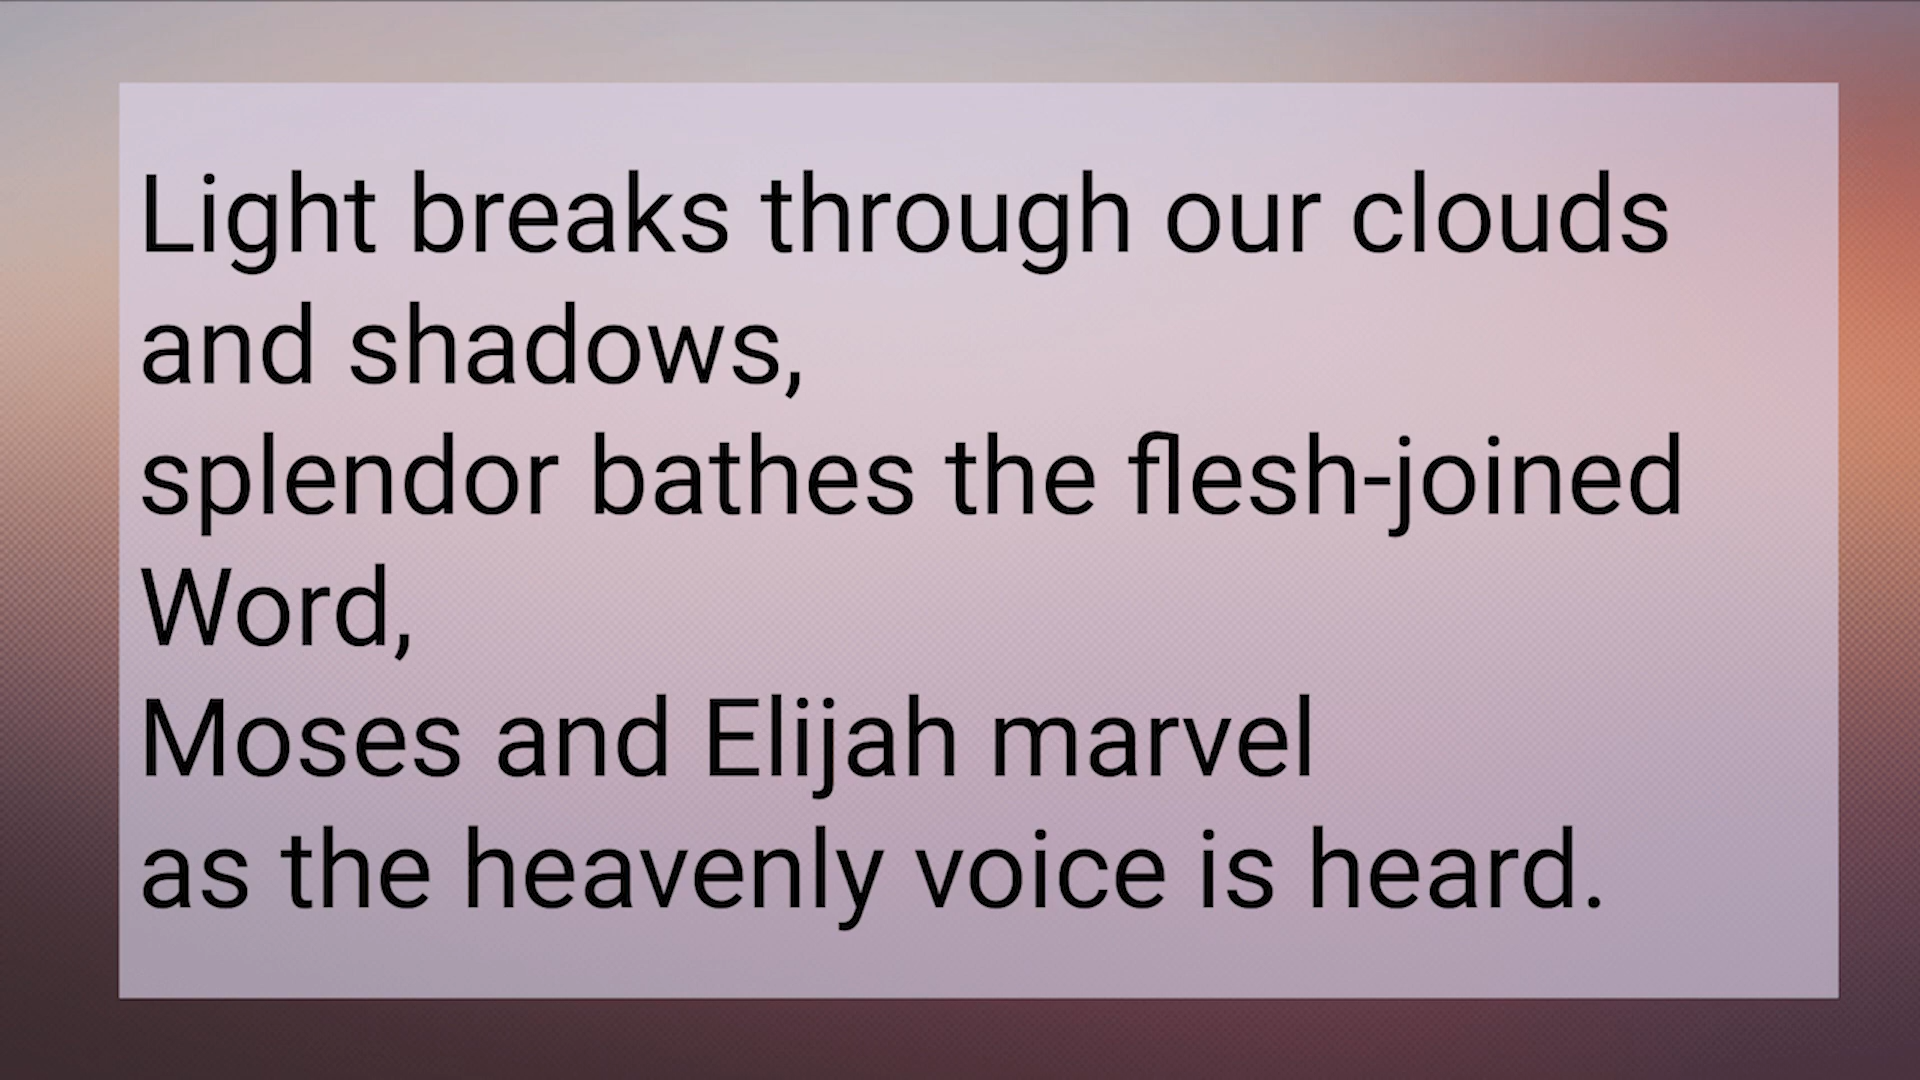 Light breaks through our clouds
and shadows,
splendor bathes the flesh-joined
Word,
Moses and Elijah marvel
as the heavenly voice is heard.